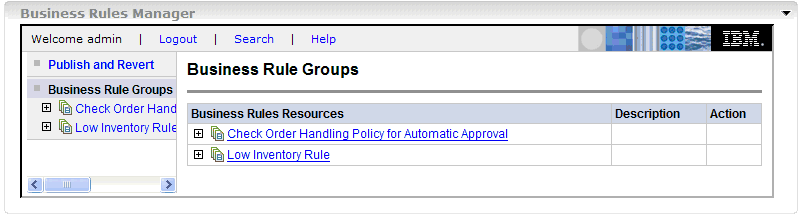 Business Rules Manager
Welcome admin | Logout | Search | Help
IBM.
Publish and Revert
Business Rule Groups
Check Order Hand
Low Inventory Rule
Business Rule Groups
Business Rules Resources Description Action
Check Order Handling Policy for Automatic Approval
Low Inventory Rule